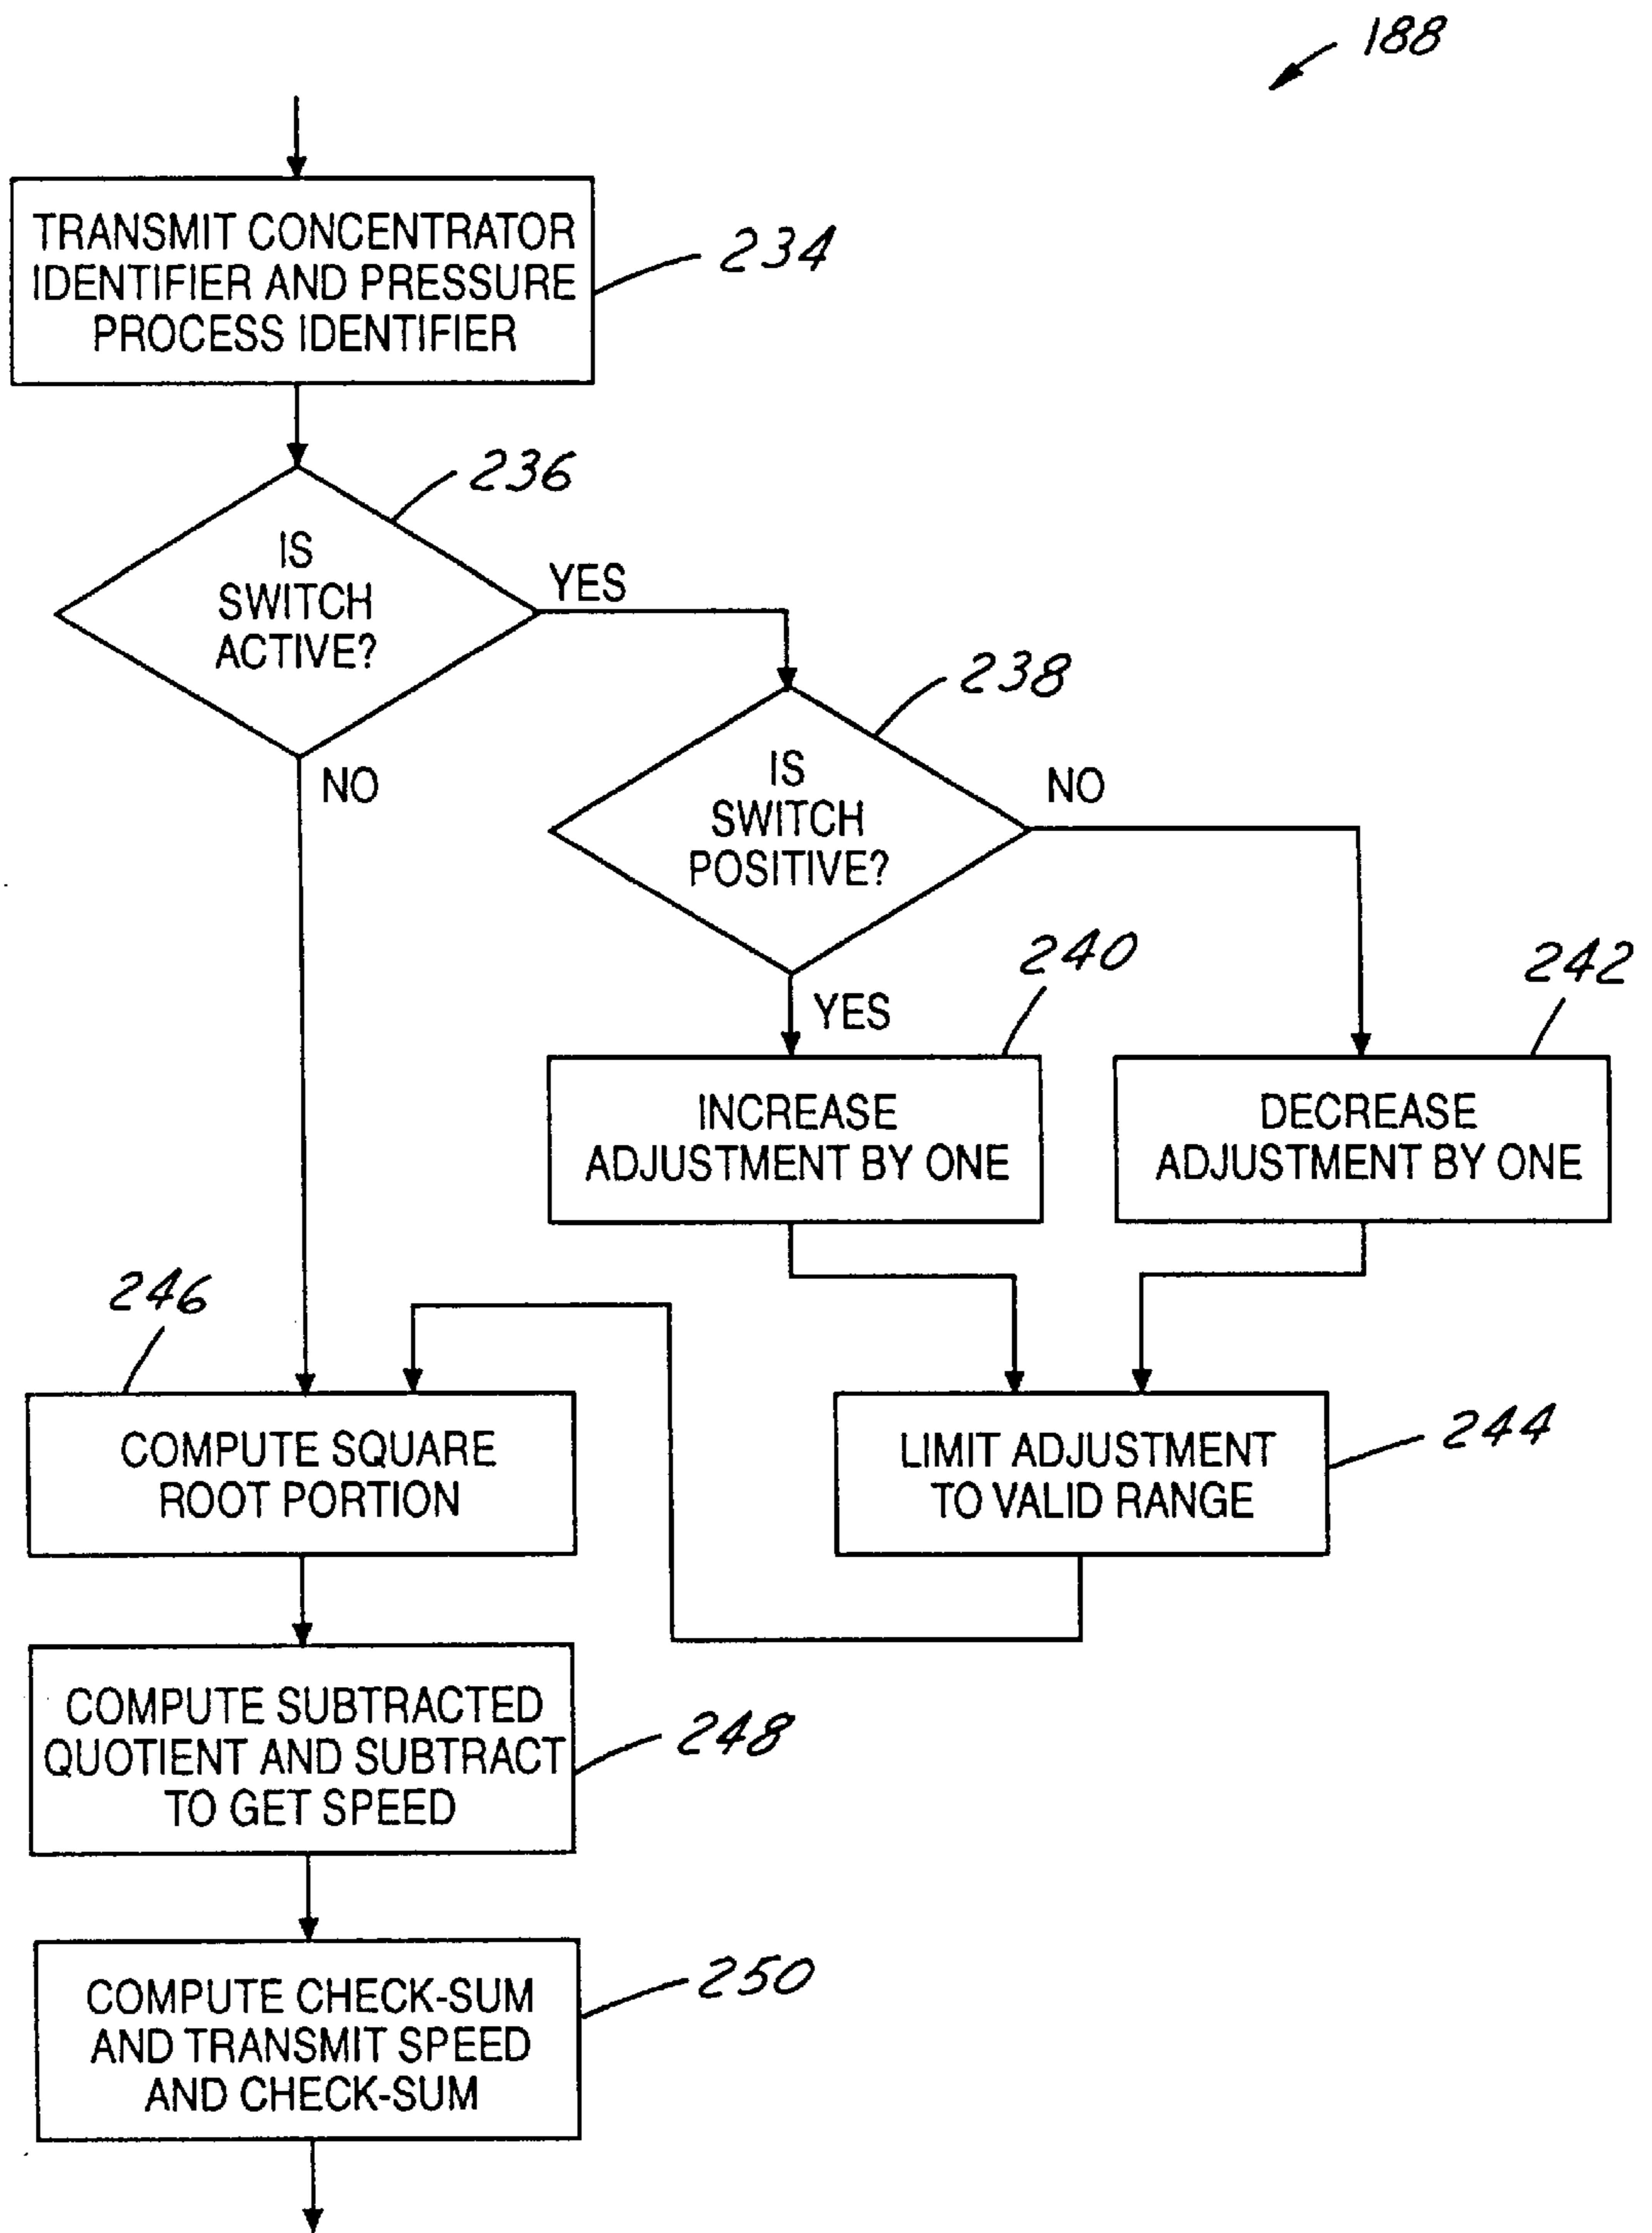 188
TRANSMIT CONCENTRATOR
IDENTIFIER AND PRESSURE
PROCESS IDENTIFIER
234
236
IS
SWITCH
ACTIVE?
YES
NO
238
IS
SWITCH
POSITIVE?
NO
YES
240
242
INCREASE
ADJUSTMENT BY ONE
DECREASE
ADJUSTMENT BY ONE
246
COMPUTE SQUARE
ROOT PORTION
LIMIT ADJUSTMENT
TO VALID RANGE
244
COMPUTE SUBTRACTED
QUOTIENT AND SUBTRACT
TO GET SPEED
248
COMPUTE CHECK-SUM
AND TRANSMIT SPEED
AND CHECK-SUM
250